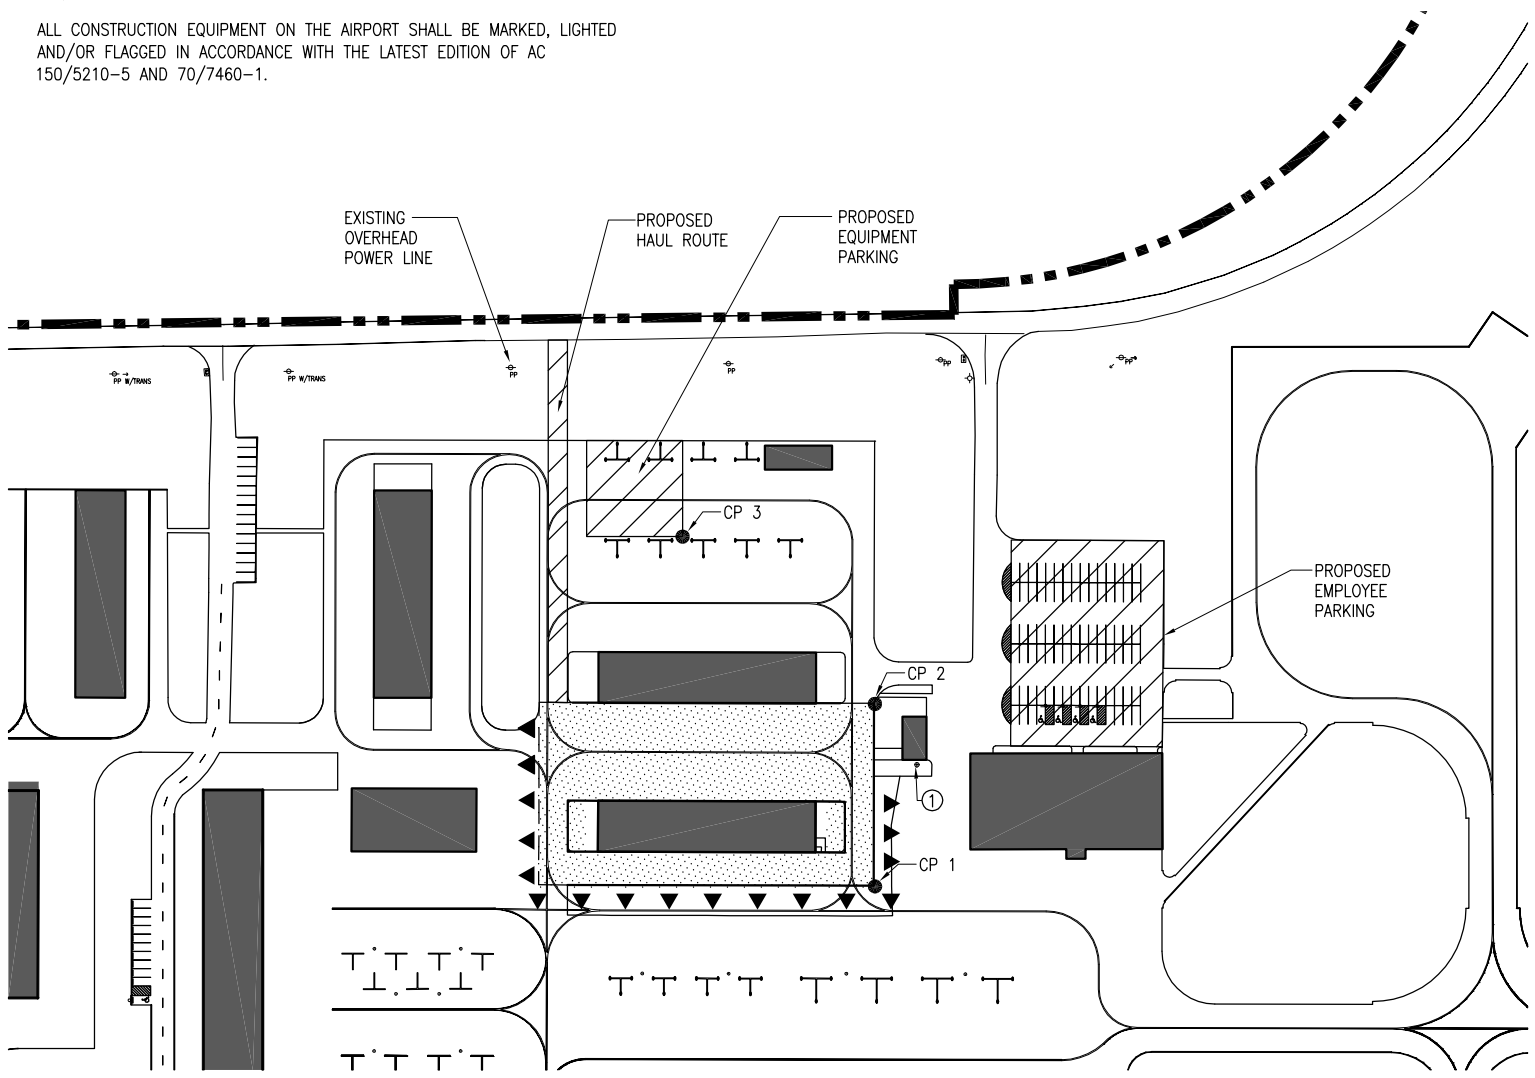 ALL CONSTRUCTION EQUIPMENT ON THE AIRPORT SHALL BE MARKED, LIGHTED
AND/OR FLAGGED IN ACCORDANCE WITH THE LATEST EDITION OF AC
150/5210-5 AND 70/7460-1.
EXISTING
OVERHEAD
POWER LINE
PROPOSED
HAUL ROUTE
PROPOSED
EQUIPMENT
PARKING
PP W/TRANS
PP W/TRANS
PP
PP
PP
PP
CP 3
PROPOSED
EMPLOYEE
PARKING
CP 2
1
CP 1